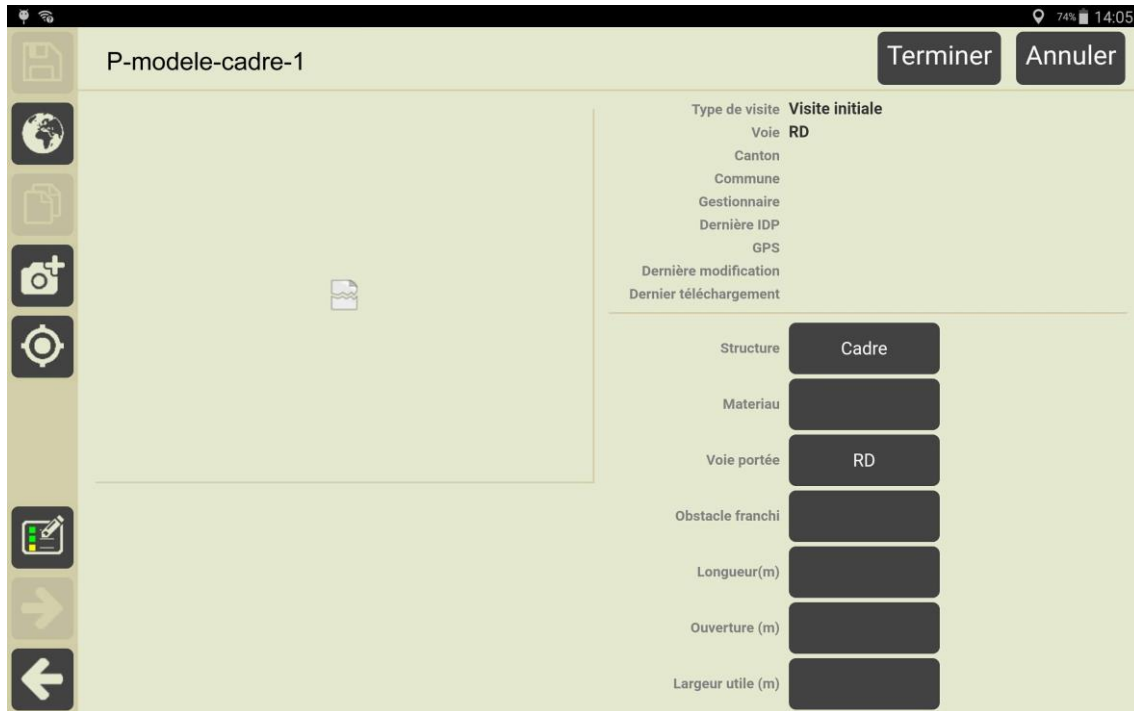 74% 14:05
P-modele-cadre-1
Terminer
Annuler
Type de visite Visite initiale
Voie RD
Canton
Commune
Gestionnaire
Dernière IDP
GPS
Dernière modification
Dernier téléchargement
Structure Cadre
Materiau
Voie portée RD
Obstacle franchi
Longueur(m)
Ouverture (m)
Largeur utile (m)